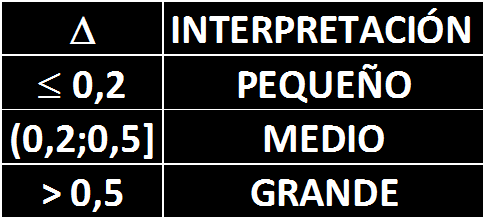 Δ INTERPRETACIÓN
≤ 0,2 PEQUEÑO
(0,2;0,5] MEDIO
> 0,5 GRANDE